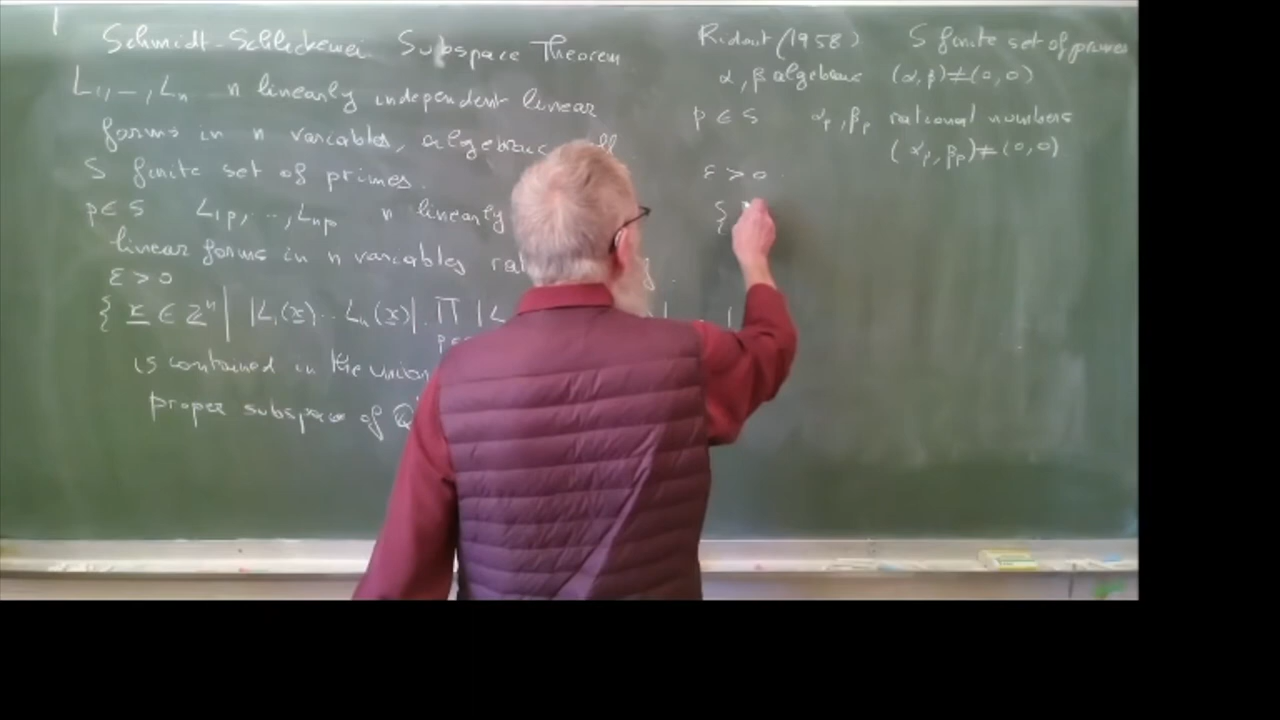 Schmidt-Schlickewei Subspace Theorem
L₁, ..., Lₙ n linearly independent linear
forms in n variables, algebraic
S finite set of primes.
p ∈ S L₁ₚ, ..., Lₙₚ n linearly
linear forms in n variables
ε > 0
{ x ∈ ℤⁿ | |L₁(x) ... Lₙ(x)| . ∏ |L
is contained in the union
proper subspace of ℚ
Ridout (1958) S finite set of primes
α, β algebraic (α, β) ≠ (0, 0)
p ∈ S αₚ, βₚ rational numbers
(αₚ, βₚ) ≠ (0, 0)
ε > 0.
{